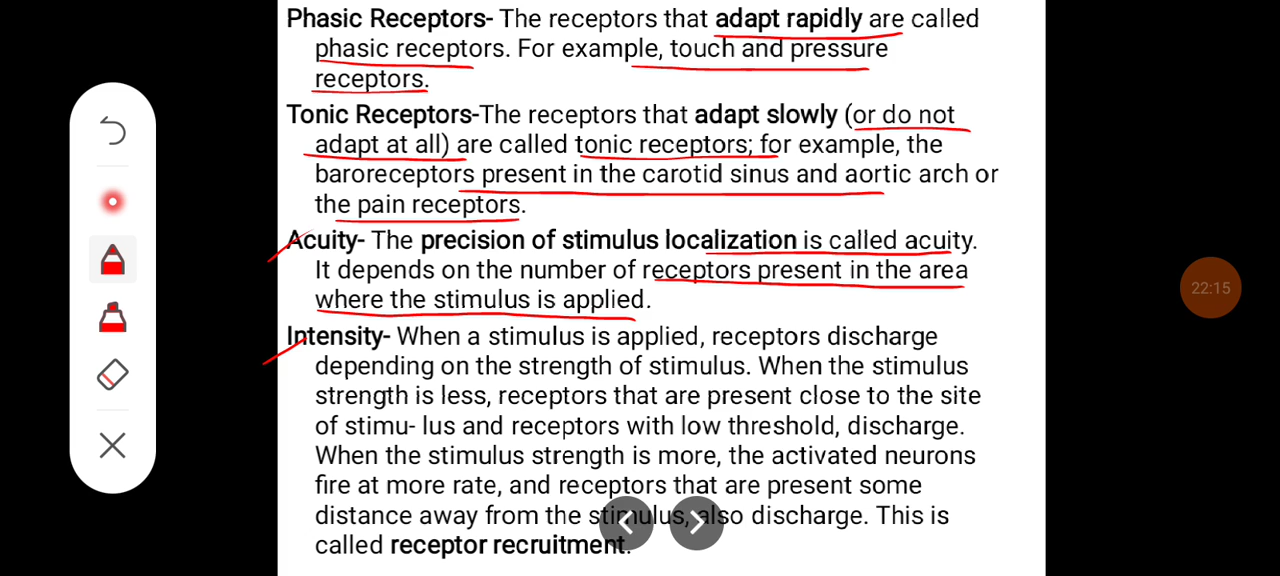 Phasic Receptors- The receptors that adapt rapidly are called
phasic receptors. For example, touch and pressure
receptors.
Tonic Receptors-The receptors that adapt slowly (or do not
adapt at all) are called tonic receptors; for example, the
baroreceptors present in the carotid sinus and aortic arch or
the pain receptors.
Acuity- The precision of stimulus localization is called acuity.
It depends on the number of receptors present in the area
where the stimulus is applied.
Intensity- When a stimulus is applied, receptors discharge
depending on the strength of stimulus. When the stimulus
strength is less, receptors that are present close to the site
of stimu- lus and receptors with low threshold, discharge.
When the stimulus strength is more, the activated neurons
fire at more rate, and receptors that are present some
distance away from the stimulus, also discharge. This is
called receptor recruitment.
22:15